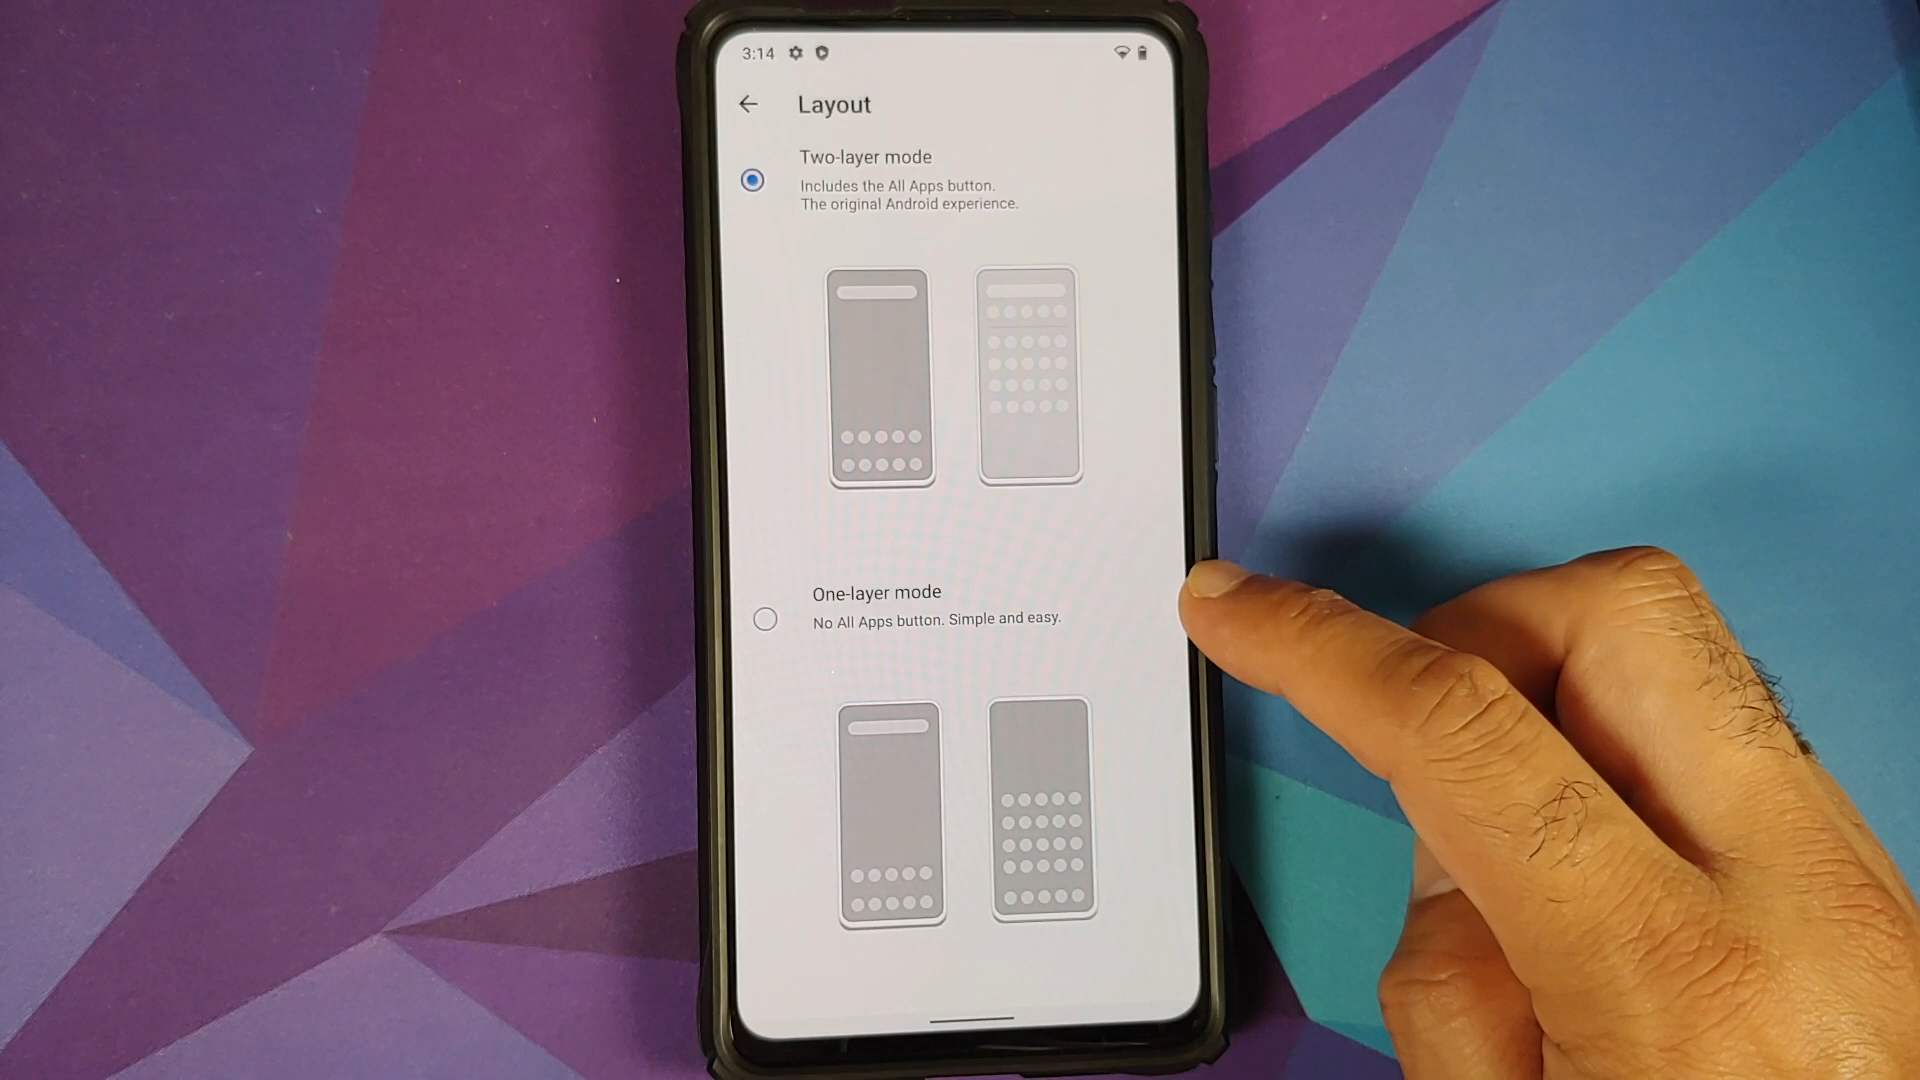 3:14
Layout
Two-layer mode
Includes the All Apps button.
The original Android experience.
One-layer mode
No All Apps button. Simple and easy.